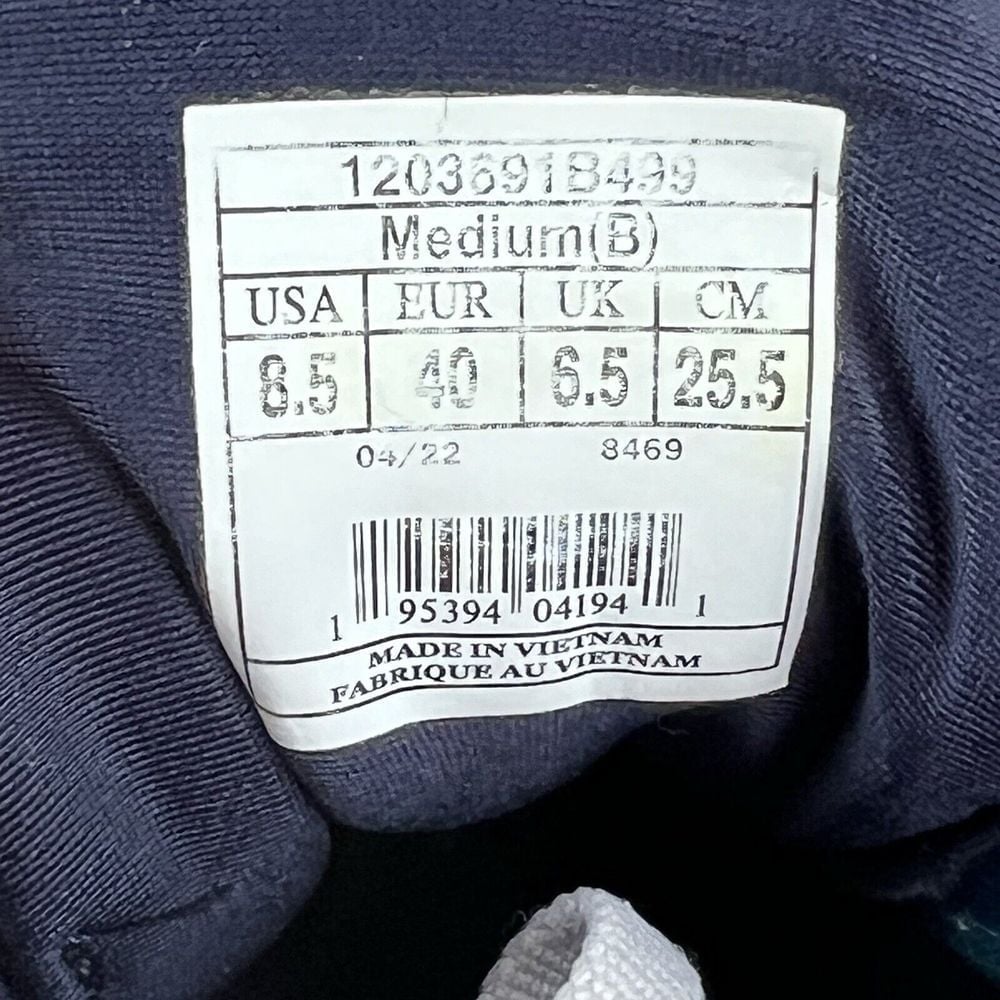 1203691B499
Medium(B)
USA EUR UK CM
8.5 40 6.5 25.5
04/22 8469
1 95394 04194 1
MADE IN VIETNAM
FABRIQUE AU VIETNAM